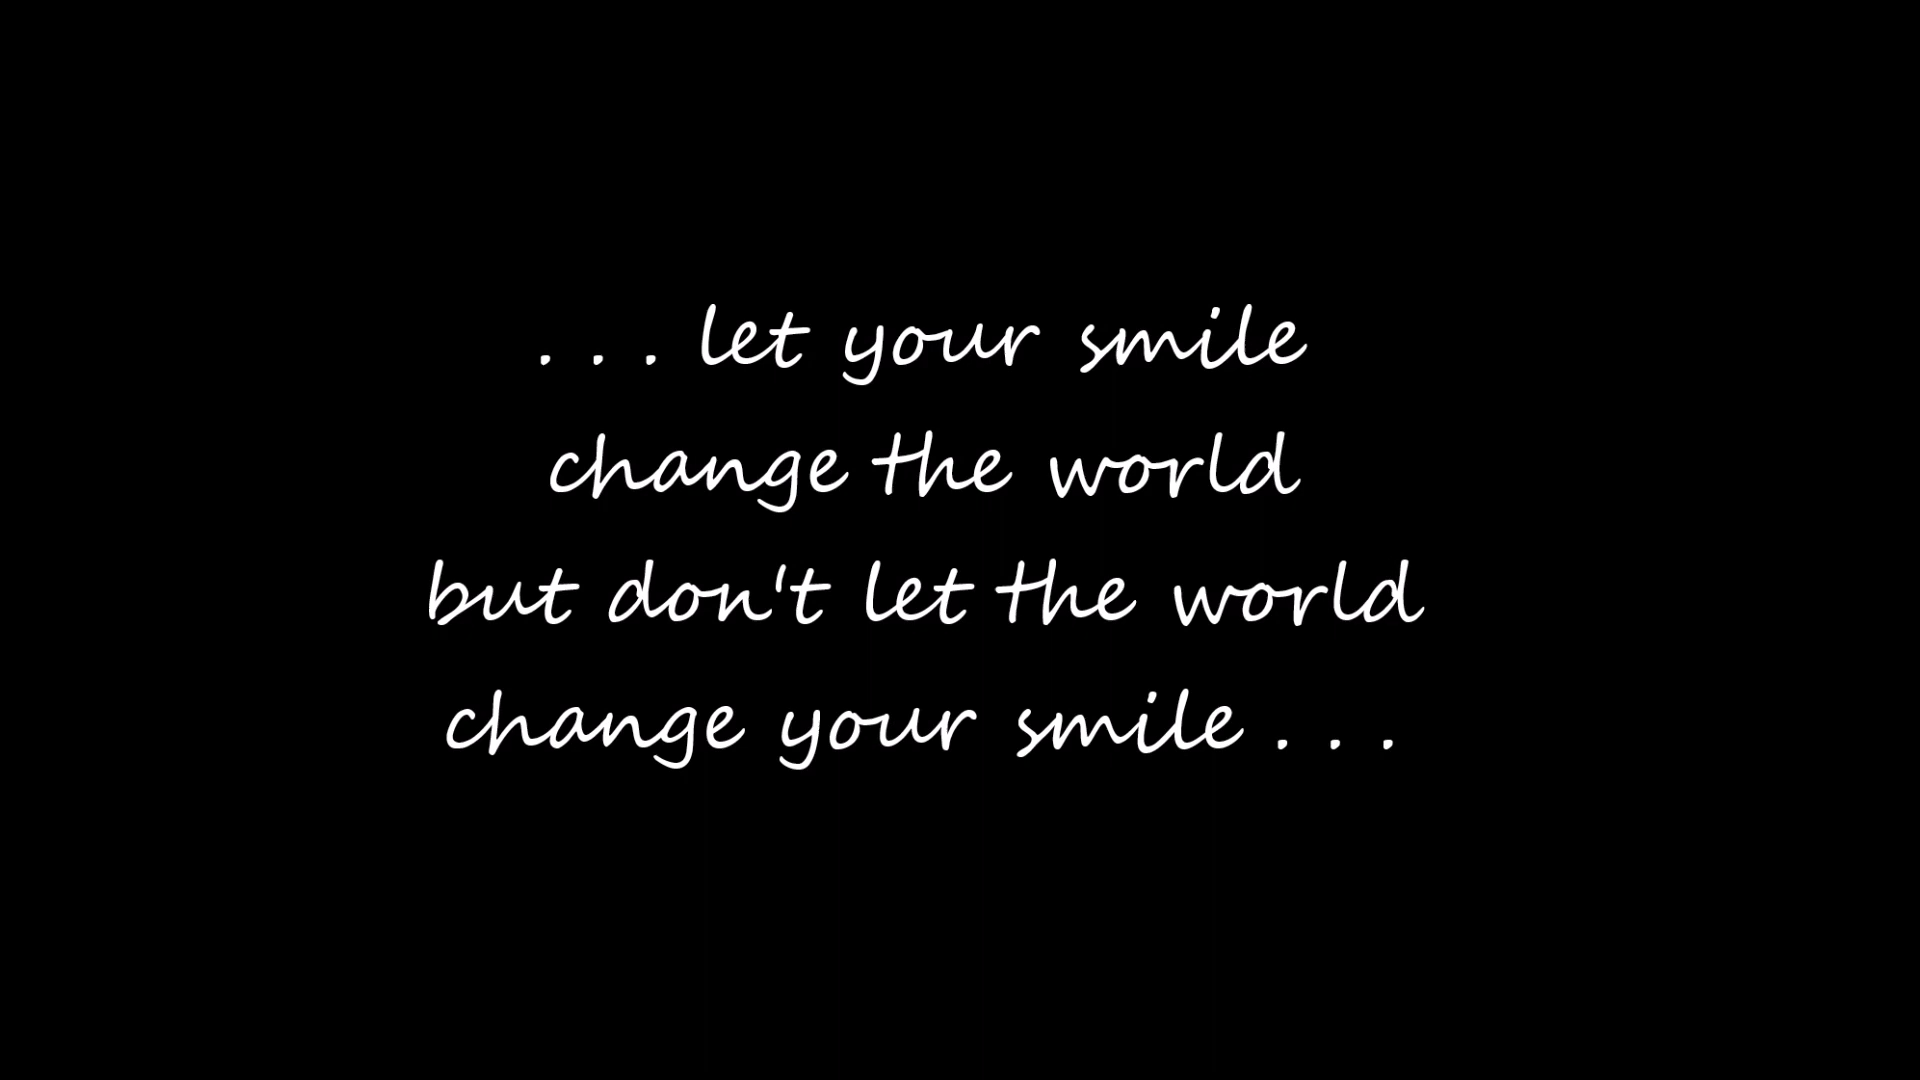 . . . let your smile
change the world
but don't let the world
change your smile . . .